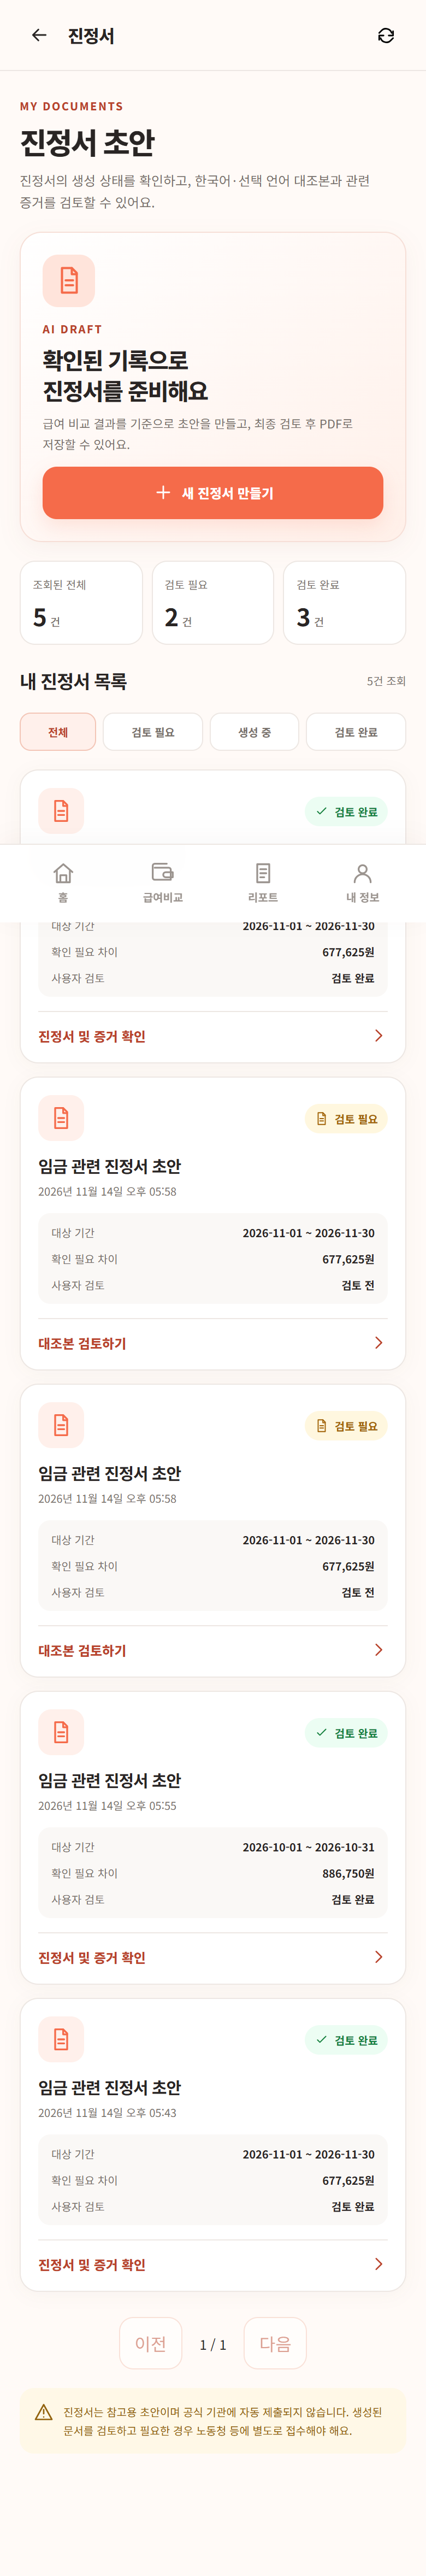 진정서
MY DOCUMENTS
진정서 초안
진정서의 생성 상태를 확인하고, 한국어·선택 언어 대조본과 관련
증거를 검토할 수 있어요.
AI DRAFT
확인된 기록으로
진정서를 준비해요
급여 비교 결과를 기준으로 초안을 만들고, 최종 검토 후 PDF로
저장할 수 있어요.
새 진정서 만들기
조회된 전체 검토 필요 검토 완료
5 건 2 건 3 건
내 진정서 목록 5건 조회
전체 검토 필요 생성 중 검토 완료
검토 완료
홈 급여비교 리포트 내 정보
대상 기간 2026-11-01 ~ 2026-11-30
확인 필요 차이 677,625원
사용자 검토 검토 완료
진정서 및 증거 확인
검토 필요
임금 관련 진정서 초안
2026년 11월 14일 오후 05:58
대상 기간 2026-11-01 ~ 2026-11-30
확인 필요 차이 677,625원
사용자 검토 검토 전
대조본 검토하기
검토 필요
임금 관련 진정서 초안
2026년 11월 14일 오후 05:58
대상 기간 2026-11-01 ~ 2026-11-30
확인 필요 차이 677,625원
사용자 검토 검토 전
대조본 검토하기
검토 완료
임금 관련 진정서 초안
2026년 11월 14일 오후 05:55
대상 기간 2026-10-01 ~ 2026-10-31
확인 필요 차이 886,750원
사용자 검토 검토 완료
진정서 및 증거 확인
검토 완료
임금 관련 진정서 초안
2026년 11월 14일 오후 05:43
대상 기간 2026-11-01 ~ 2026-11-30
확인 필요 차이 677,625원
사용자 검토 검토 완료
진정서 및 증거 확인
이전 1 / 1 다음
진정서는 참고용 초안이며 공식 기관에 자동 제출되지 않습니다. 생성된
문서를 검토하고 필요한 경우 노동청 등에 별도로 접수해야 해요.